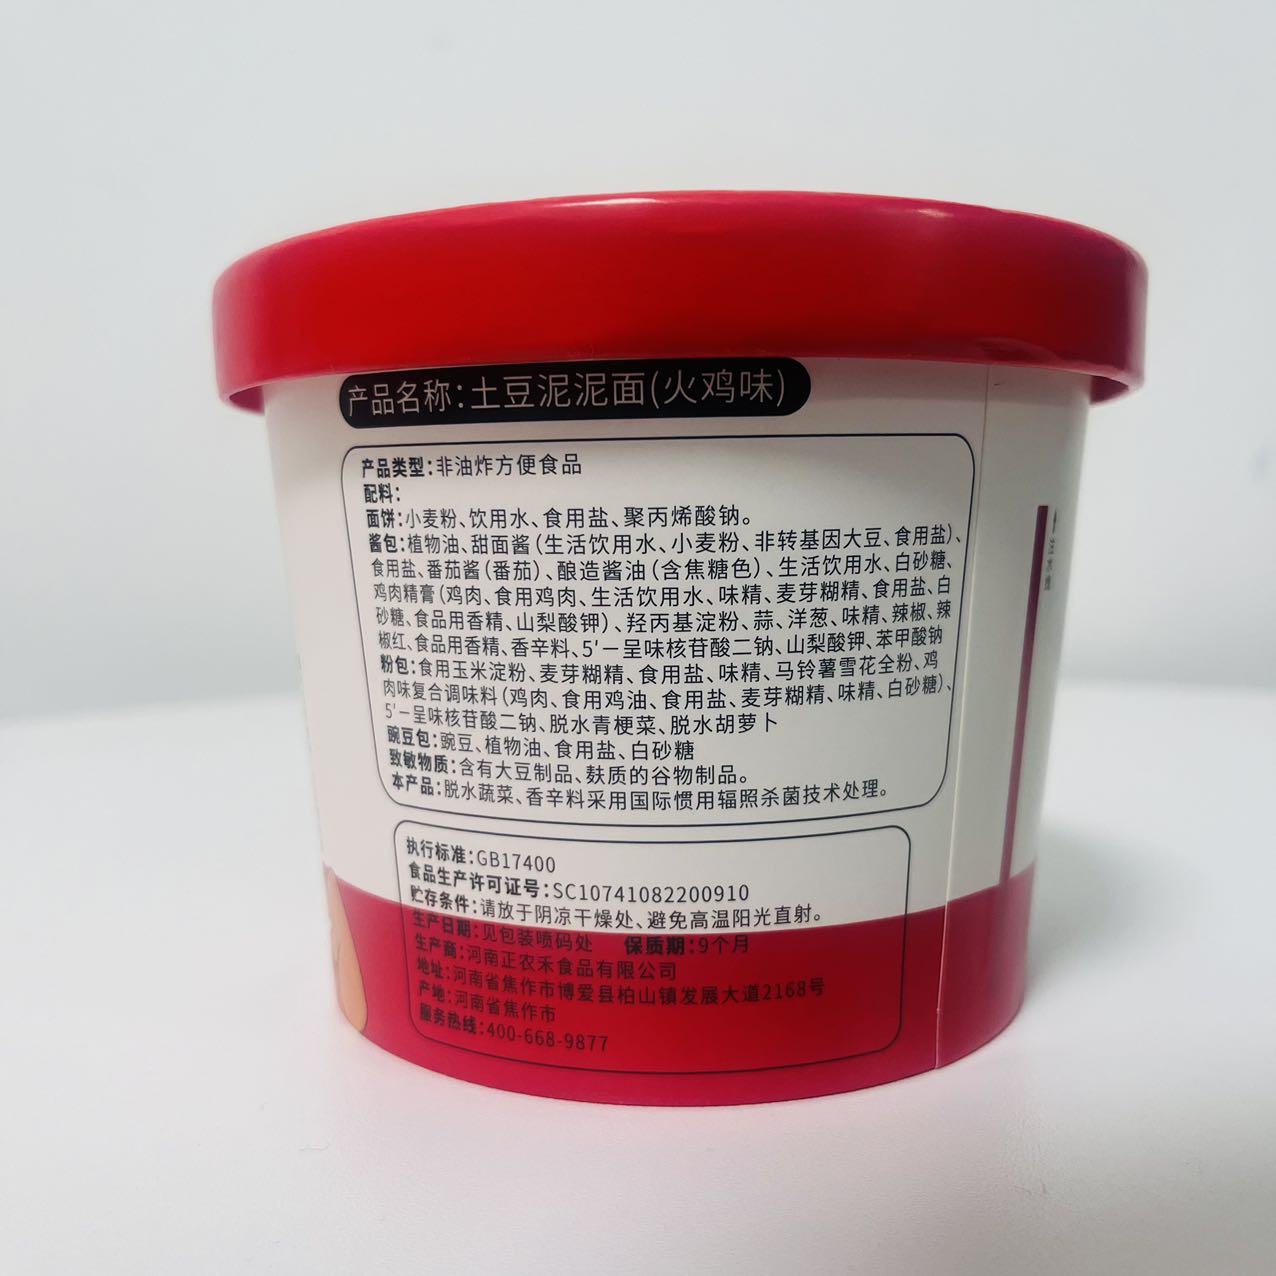 产品名称:土豆泥泥面(火鸡味)
产品类型:非油炸方便食品
配料:
面饼:小麦粉、饮用水、食用盐、聚丙烯酸钠。
酱包:植物油、甜面酱(生活饮用水、小麦粉、非转基因大豆、食用盐)、
食用盐、番茄酱(番茄)、酿造酱油(含焦糖色)、生活饮用水、白砂糖、
鸡肉精膏(鸡肉、食用鸡肉、生活饮用水、味精、麦芽糊精、食用盐、白
砂糖、食品用香精、山梨酸钾)、羟丙基淀粉、蒜、洋葱、味精、辣椒、辣
椒红、食品用香精、香辛料、5'-呈味核苷酸二钠、山梨酸钾、苯甲酸钠
粉包:食用玉米淀粉、麦芽糊精、食用盐、味精、马铃薯雪花全粉、鸡
肉味复合调味料(鸡肉、食用鸡油、食用盐、麦芽糊精、味精、白砂糖)、
5'-呈味核苷酸二钠、脱水青梗菜、脱水胡萝卜
豌豆包:豌豆、植物油、食用盐、白砂糖
致敏物质:含有大豆制品、麸质的谷物制品。
本产品:脱水蔬菜、香辛料采用国际惯用辐照杀菌技术处理。
执行标准:GB17400
食品生产许可证号:SC10741082200910
贮存条件:请放于阴凉干燥处、避免高温阳光直射。
生产日期:见包装喷码处 保质期:9个月
生产商:河南正农禾食品有限公司
地址:河南省焦作市博爱县柏山镇发展大道2168号
产地:河南省焦作市
服务热线:400-668-9877